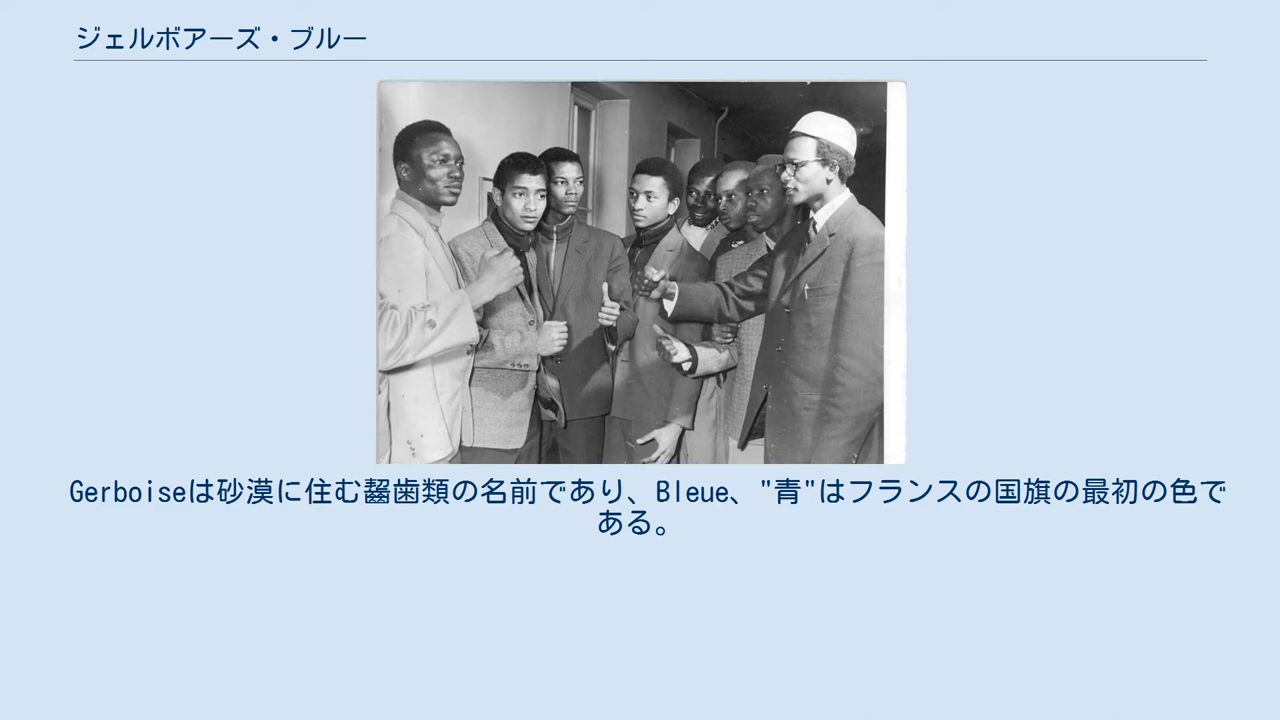 ジェルボアーズ・ブルー
Gerboiseは砂漠に住む齧歯類の名前であり、Bleue、"青"はフランスの国旗の最初の色で
ある。